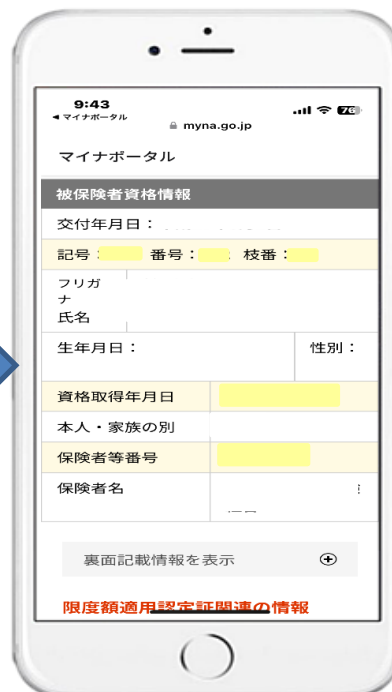 9:43
◀ マイナポータル
myna.go.jp
76
マイナポータル
被保険者資格情報
交付年月日：
記号： 番号： 枝番：
フリガ
ナ
氏名
生年月日： 性別：
資格取得年月日
本人・家族の別
保険者等番号
保険者名
裏面記載情報を表示
限度額適用認定証関連の情報